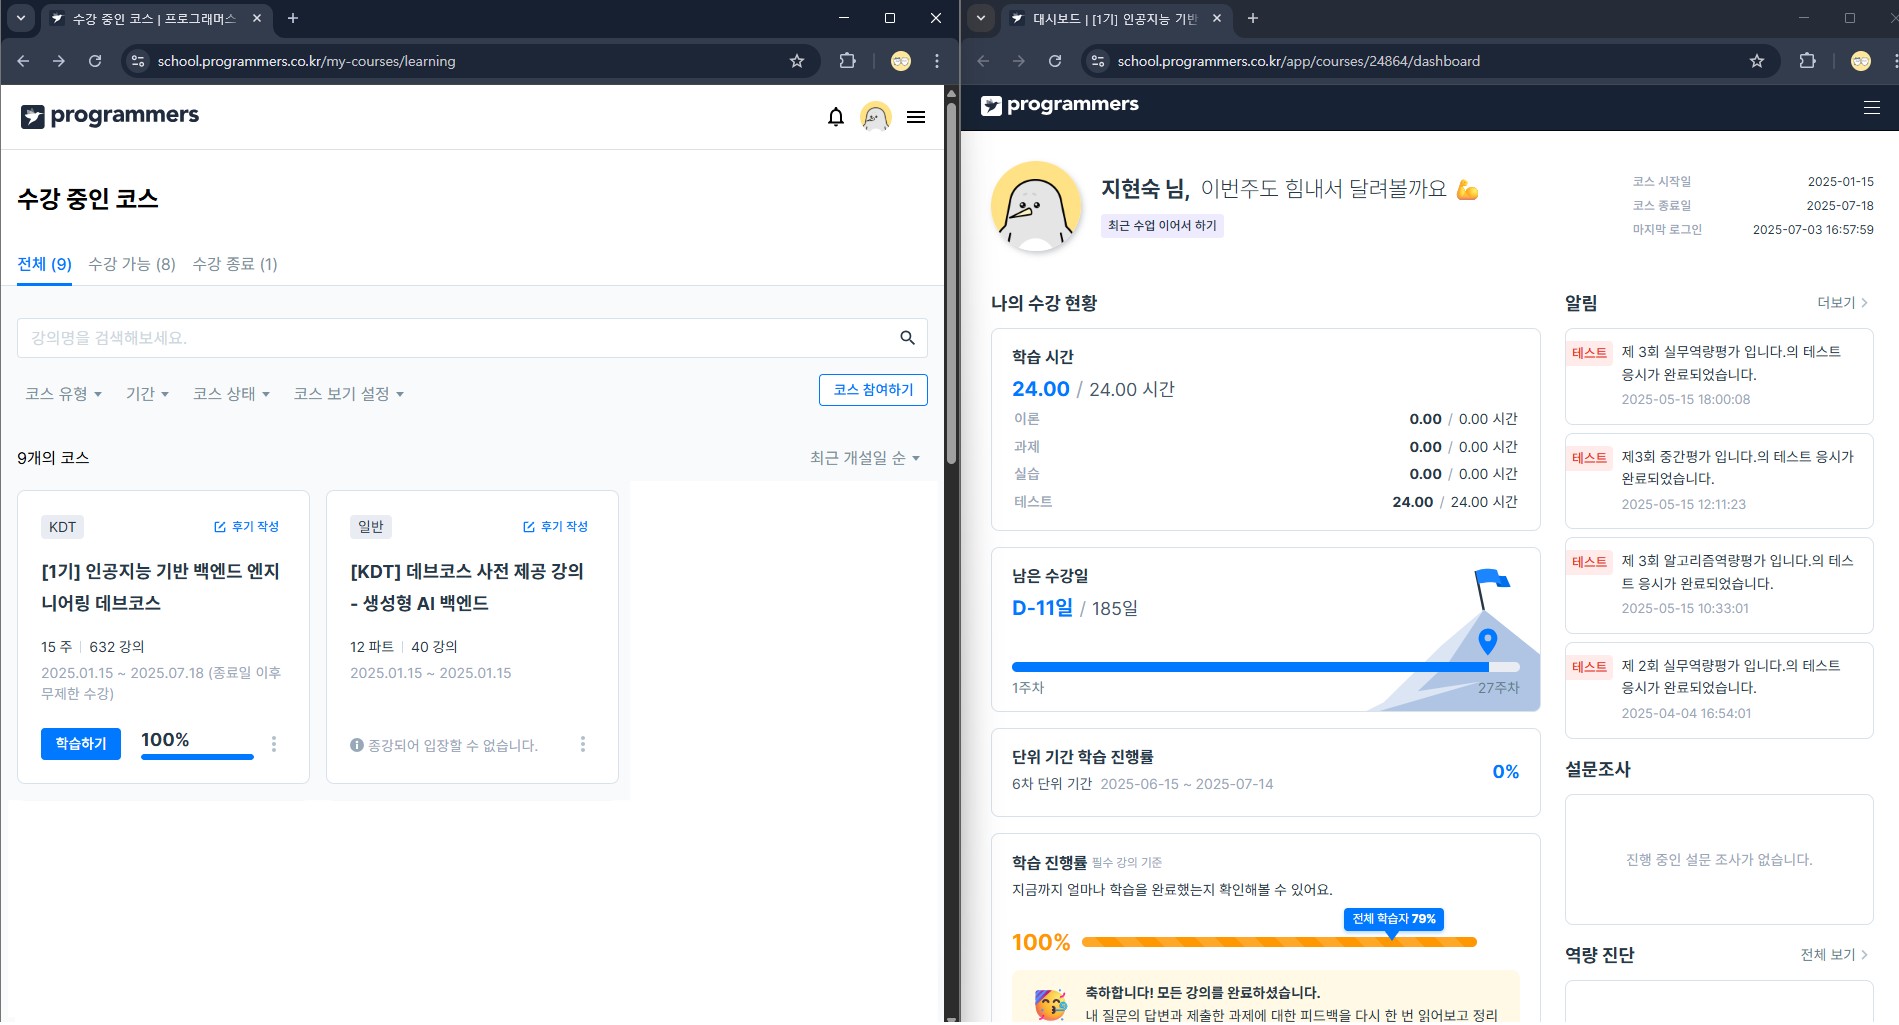 수강 중인 코스 | 프로그래머스
school.programmers.co.kr/my-courses/learning
programmers
수강 중인 코스
전체 (9) 수강 가능 (8) 수강 종료 (1)
강의명을 검색해보세요.
코스 유형 기간 코스 상태 코스 보기 설정 코스 참여하기
9개의 코스 최근 개설일 순
KDT 후기 작성
[1기] 인공지능 기반 백엔드 엔지
니어링 데브코스
15 주 | 632 강의
2025.01.15 ~ 2025.07.18 (종료일 이후
무제한 수강)
학습하기 100%
일반 후기 작성
[KDT] 데브코스 사전 제공 강의
- 생성형 AI 백엔드
12 파트 | 40 강의
2025.01.15 ~ 2025.01.15
종강되어 입장할 수 없습니다.
대시보드 | [1기] 인공지능 기반
school.programmers.co.kr/app/courses/24864/dashboard
programmers
지현숙 님, 이번주도 힘내서 달려볼까요 💪
최근 수업 이어서 하기
코스 시작일 2025-01-15
코스 종료일 2025-07-18
마지막 로그인 2025-07-03 16:57:59
나의 수강 현황
학습 시간
24.00 / 24.00 시간
이론 0.00 / 0.00 시간
과제 0.00 / 0.00 시간
실습 0.00 / 0.00 시간
테스트 24.00 / 24.00 시간
남은 수강일
D-11일 / 185일
1주차 27주차
단위 기간 학습 진행률
6차 단위 기간 2025-06-15 ~ 2025-07-14
0%
학습 진행률 필수 강의 기준
지금까지 얼마나 학습을 완료했는지 확인해볼 수 있어요.
전체 학습자 79%
100%
축하합니다! 모든 강의를 완료하셨습니다.
내 질문의 답변과 제출한 과제에 대한 피드백을 다시 한 번 읽어보고 정리
알림 더보기
테스트 제 3회 실무역량평가 입니다.의 테스트
응시가 완료되었습니다.
2025-05-15 18:00:08
테스트 제3회 중간평가 입니다.의 테스트 응시가
완료되었습니다.
2025-05-15 12:11:23
테스트 제 3회 알고리즘역량평가 입니다.의 테스
트 응시가 완료되었습니다.
2025-05-15 10:33:01
테스트 제 2회 실무역량평가 입니다.의 테스트
응시가 완료되었습니다.
2025-04-04 16:54:01
설문조사
진행 중인 설문 조사가 없습니다.
역량 진단 전체 보기